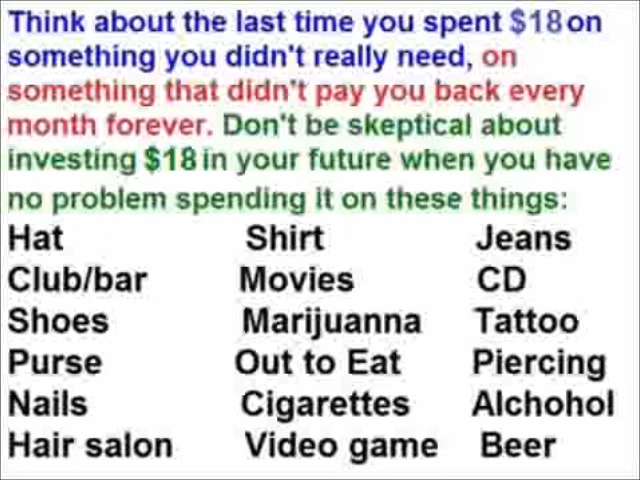 Think about the last time you spent $18 on
something you didn't really need, on
something that didn't pay you back every
month forever. Don't be skeptical about
investing $18 in your future when you have
no problem spending it on these things:
Hat Shirt Jeans
Club/bar Movies CD
Shoes Marijuanna Tattoo
Purse Out to Eat Piercing
Nails Cigarettes Alchohol
Hair salon Video game Beer